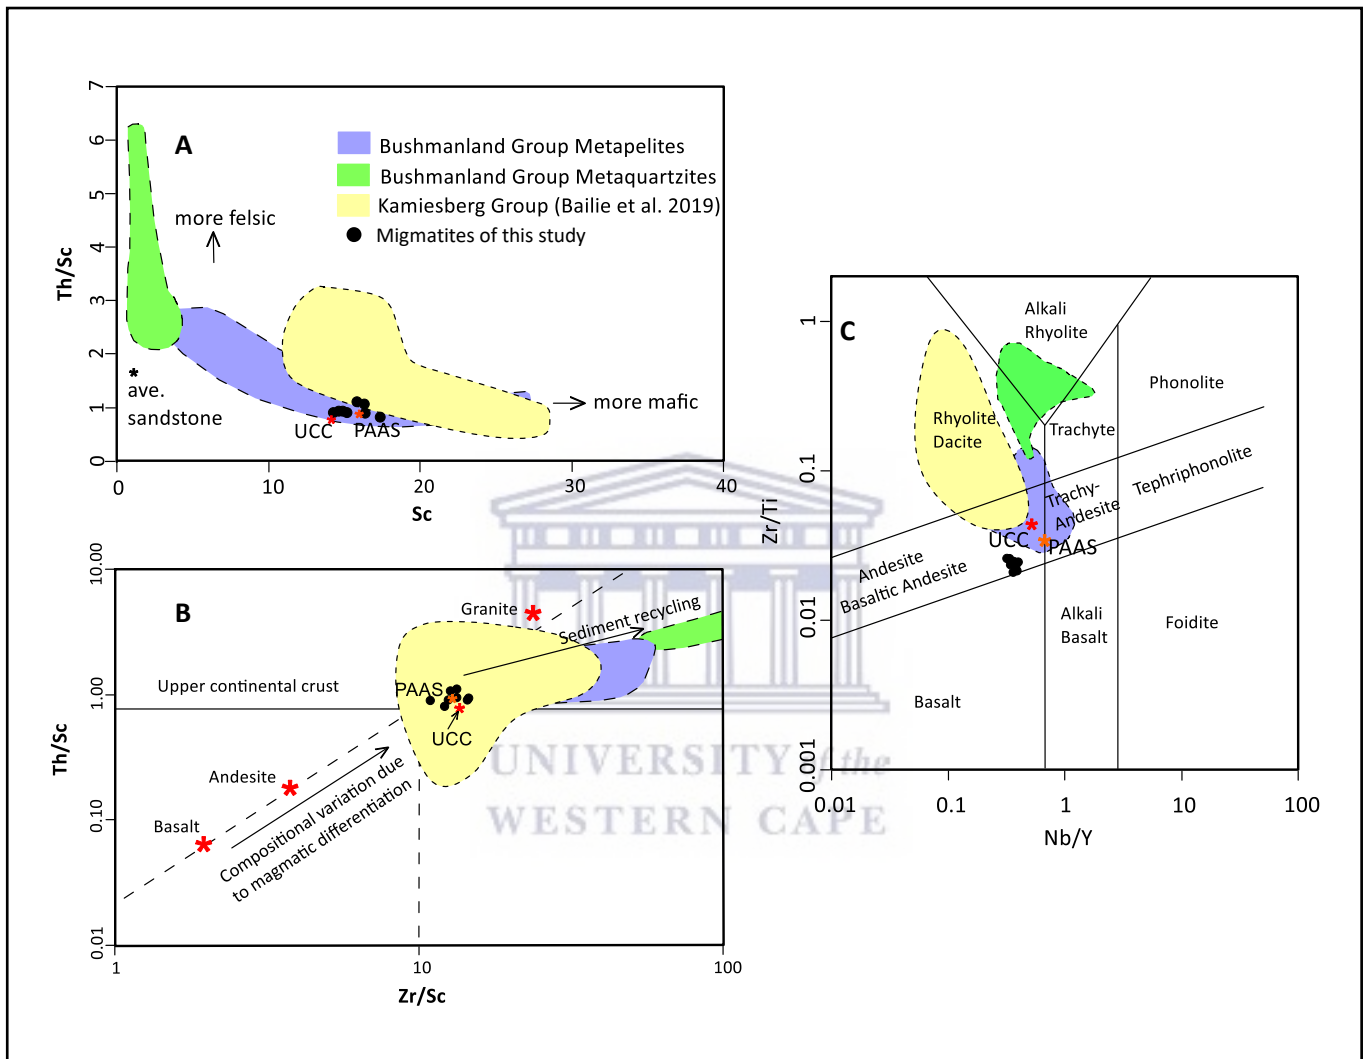 A
Bushmanland Group Metapelites
Bushmanland Group Metaquartzites
Kamiesberg Group (Bailie et al. 2019)
Migmatites of this study
more felsic
more mafic
*
ave.
sandstone
UCC
PAAS
Th/Sc
7
6
5
4
3
2
1
0
0
10
20
30
40
Sc
B
Granite
Sediment recycling
PAAS
Upper continental crust
UCC
Andesite
Basalt
Compositional variation due
to magmatic differentiation
Th/Sc
10.00
1.00
0.10
0.01
1
10
100
Zr/Sc
C
Alkali
Rhyolite
Phonolite
Rhyolite
Dacite
Trachyte
Tephriphonolite
Trachy-
Andesite
UCC
PAAS
Andesite
Basaltic Andesite
Alkali
Basalt
Foidite
Basalt
Zr/Ti
1
0.1
0.01
0.001
0.01
0.1
1
10
100
Nb/Y
UNIVERSITY of the
WESTERN CAPE